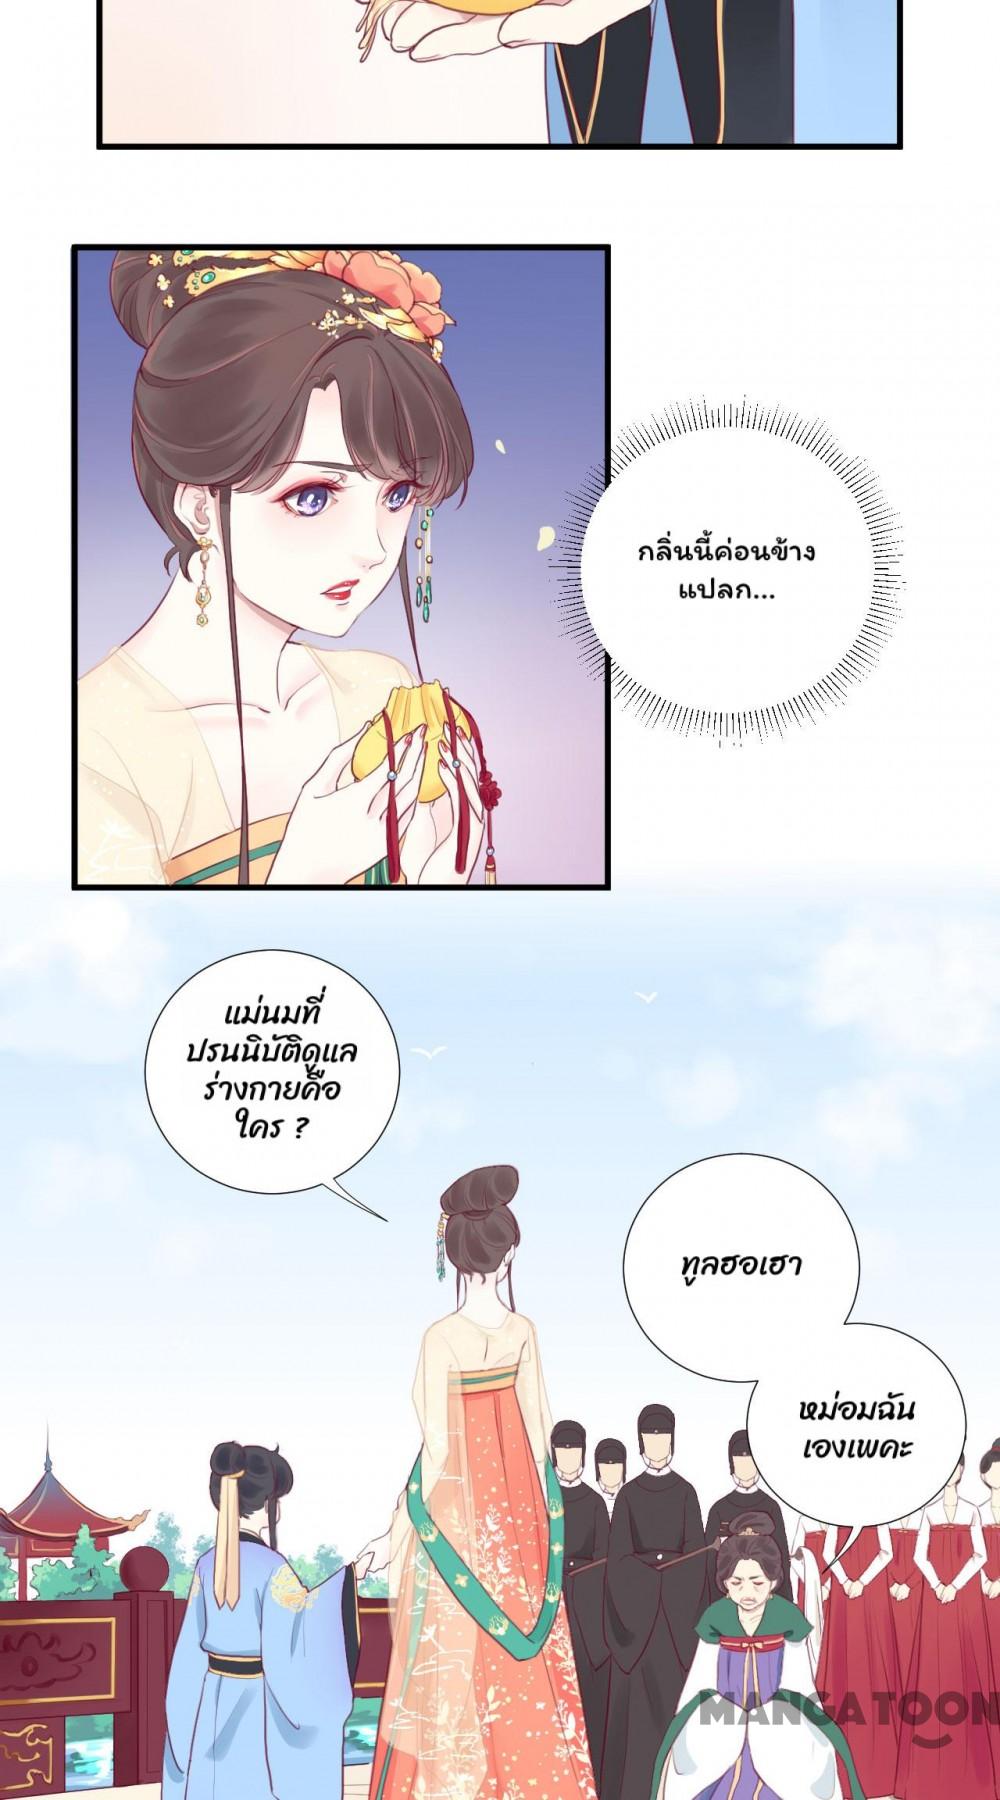 กลิ่นนี้ค่อนข้าง
แปลก...
แม่นมที่
ปรนนิบัติดูแล
ร่างกายคือ
ใคร ?
ทูลฮอเฮา
หม่อมฉัน
เองเพคะ
MANGATOON